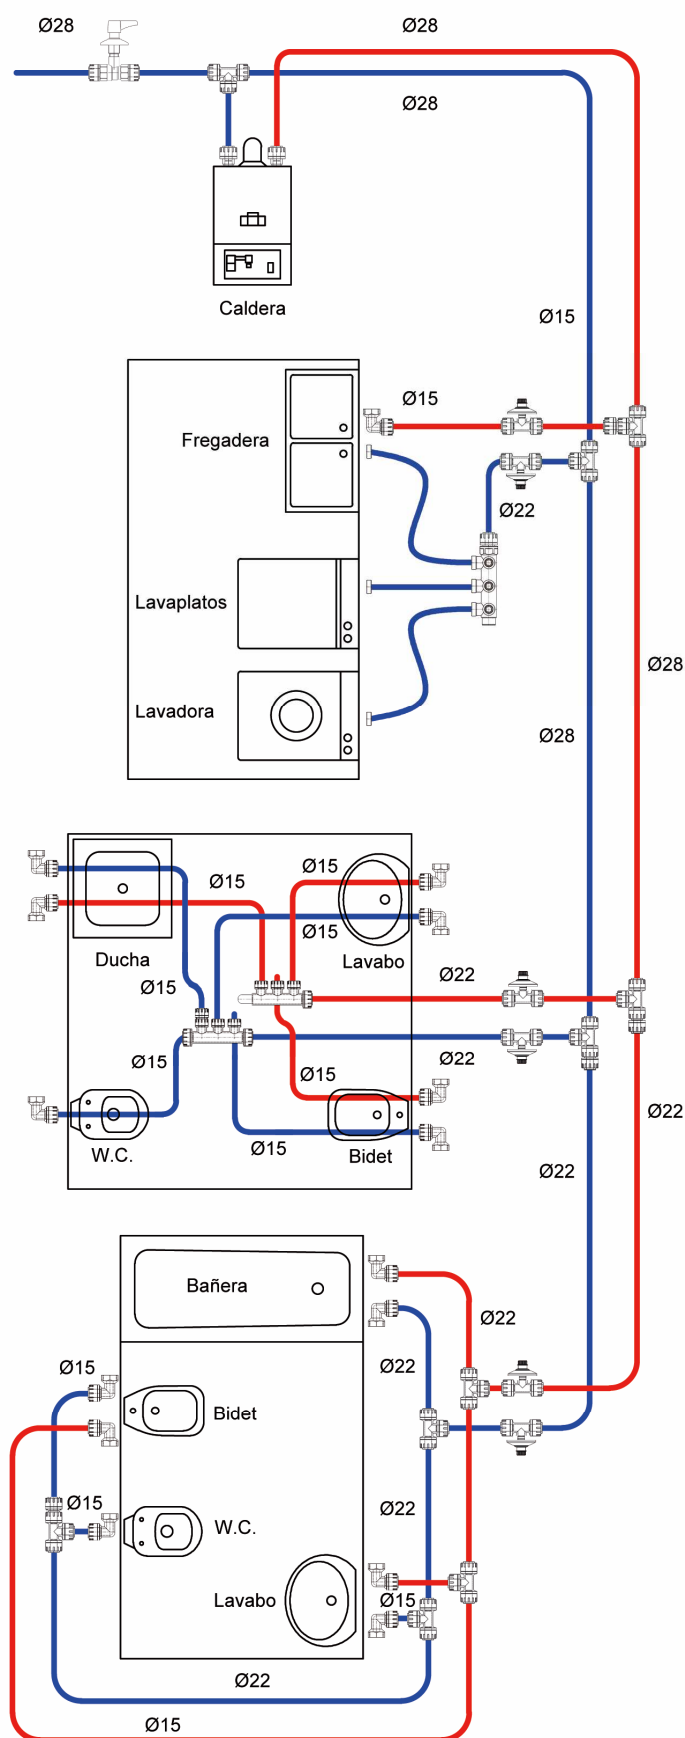 Ø28
Ø28
Ø28
Caldera
Ø15
Ø15
Fregadera
Ø22
Lavaplatos
Ø28
Lavadora
Ø28
Ø15
Ø15
Ø15
Ducha
Lavabo
Ø22
Ø15
Ø15
Ø22
Ø15
Ø22
Ø15
W.C.
Bidet
Ø22
Bañera
Ø22
Ø15
Ø22
Bidet
Ø15
Ø22
W.C.
Lavabo
Ø15
Ø22
Ø15